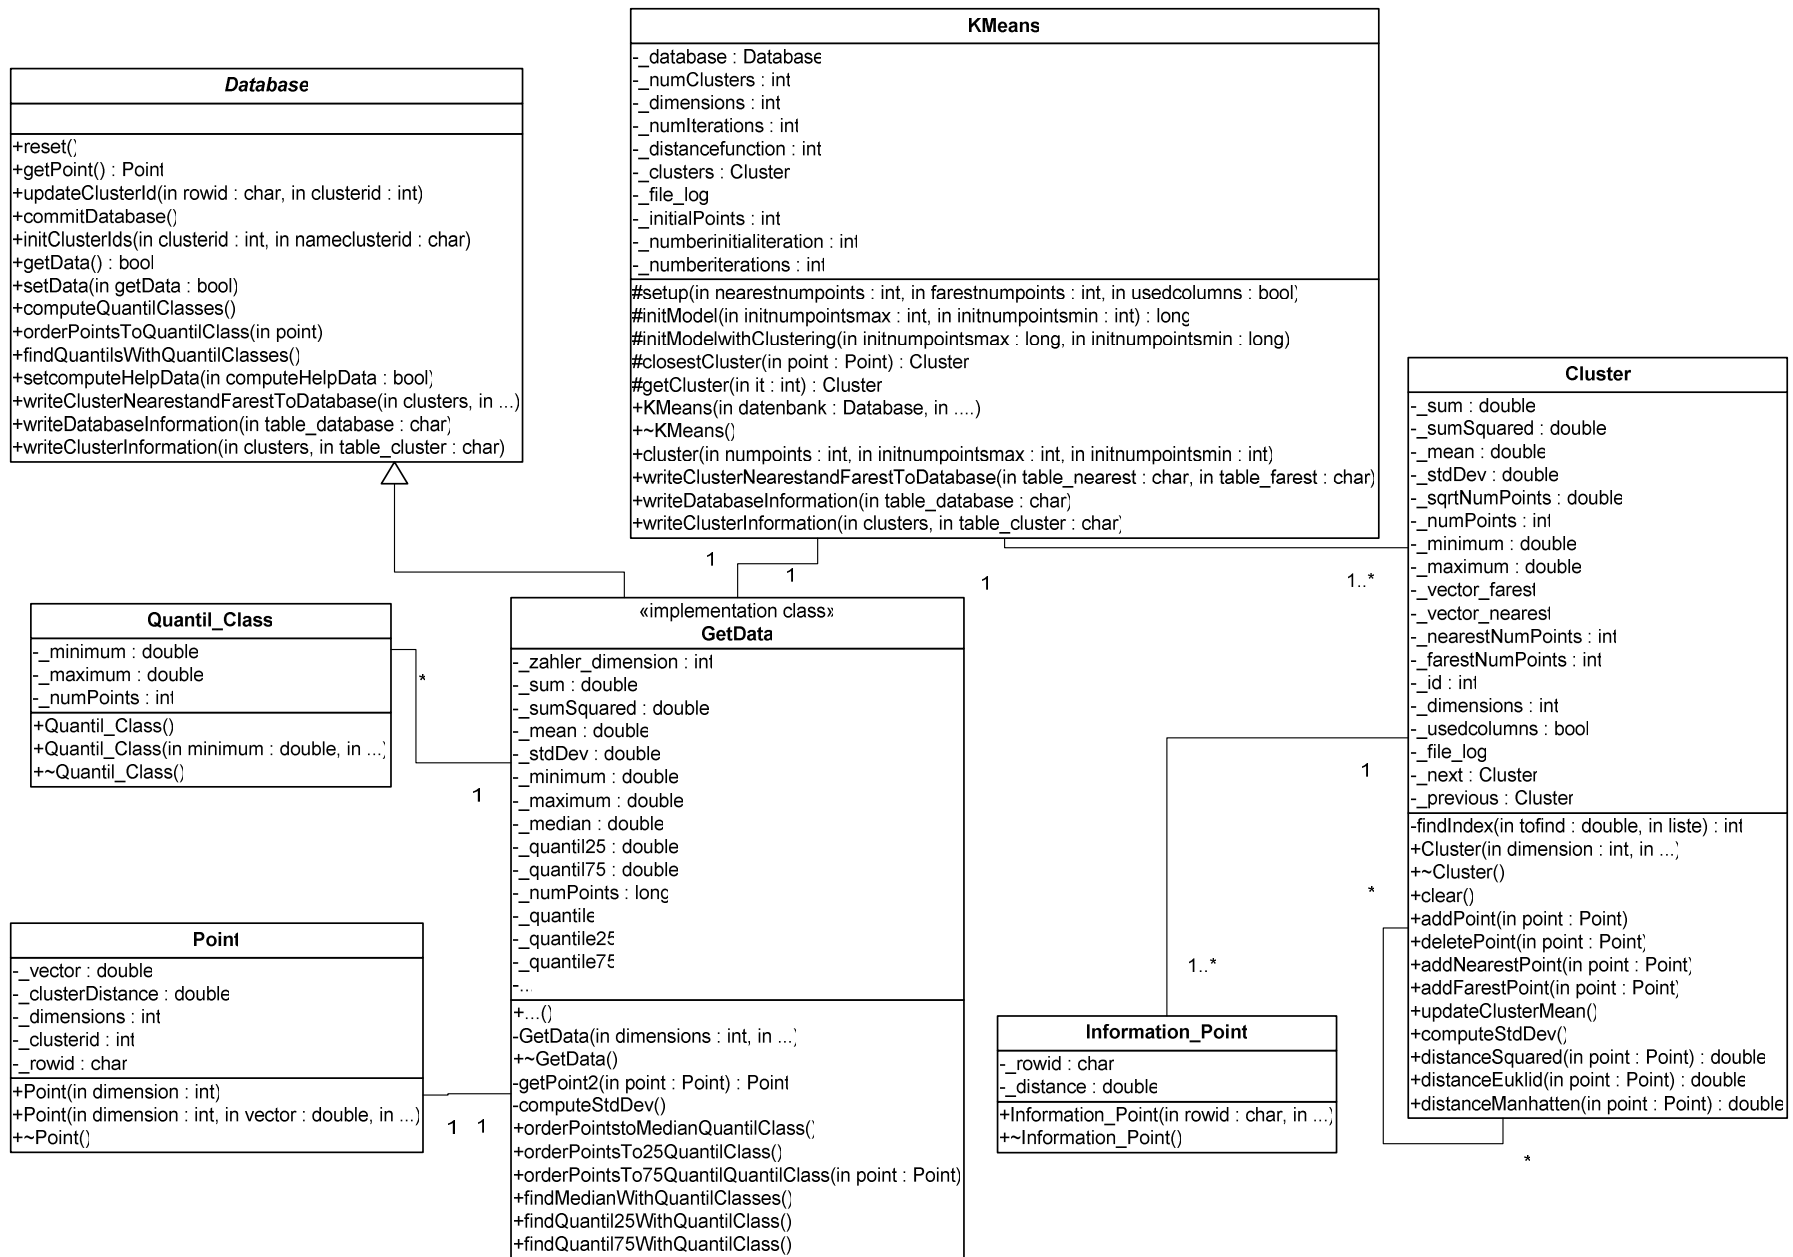 Database
+reset()
+getPoint() : Point
+updateClusterId(in rowid : char, in clusterid : int)
+commitDatabase()
+initClusterIds(in clusterid : int, in nameclusterid : char)
+getData() : bool
+setData(in getData : bool)
+computeQuantilClasses()
+orderPointsToQuantilClass(in point)
+findQuantilsWithQuantilClasses()
+setcomputeHelpData(in computeHelpData : bool)
+writeClusterNearestandFarestToDatabase(in clusters, in ...)
+writeDatabaseInformation(in table_database : char)
+writeClusterInformation(in clusters, in table_cluster : char)
KMeans
-_database : Database
-_numClusters : int
-_dimensions : int
-_numIterations : int
-_distancefunction : int
-_clusters : Cluster
-_file_log
-_initialPoints : int
-_numberinitialiteration : int
-_numberiterations : int
#setup(in nearestnumpoints : int, in farestnumpoints : int, in usedcolumns : bool)
#initModel(in initnumpointsmax : int, in initnumpointsmin : int) : long
#initModelwithClustering(in initnumpointsmax : long, in initnumpointsmin : long)
#closestCluster(in point : Point) : Cluster
#getCluster(in it : int) : Cluster
+KMeans(in datenbank : Database, in ....)
+~KMeans()
+cluster(in numpoints : int, in initnumpointsmax : int, in initnumpointsmin : int)
+writeClusterNearestandFarestToDatabase(in table_nearest : char, in table_farest : char)
+writeDatabaseInformation(in table_database : char)
+writeClusterInformation(in clusters, in table_cluster : char)
1
1
1
1..*
Cluster
-_sum : double
-_sumSquared : double
-_mean : double
-_stdDev : double
-_sqrtNumPoints : double
-_numPoints : int
-_minimum : double
-_maximum : double
-_vector_farest
-_vector_nearest
-_nearestNumPoints : int
-_farestNumPoints : int
-_id : int
-_dimensions : int
-_usedcolumns : bool
-_file_log
-_next : Cluster
-_previous : Cluster
-findIndex(in tofind : double, in liste) : int
+Cluster(in dimension : int, in ...)
+~Cluster()
+clear()
+addPoint(in point : Point)
+deletePoint(in point : Point)
+addNearestPoint(in point : Point)
+addFarestPoint(in point : Point)
+updateClusterMean()
+computeStdDev()
+distanceSquared(in point : Point) : double
+distanceEuklid(in point : Point) : double
+distanceManhatten(in point : Point) : double
1
*
*
1..*
Quantil_Class
-_minimum : double
-_maximum : double
-_numPoints : int
+Quantil_Class()
+Quantil_Class(in minimum : double, in ...)
+~Quantil_Class()
*
1
«implementation class»
GetData
-_zahler_dimension : int
-_sum : double
-_sumSquared : double
-_mean : double
-_stdDev : double
-_minimum : double
-_maximum : double
-_median : double
-_quantil25 : double
-_quantil75 : double
-_numPoints : long
-_quantile
-_quantile25
-_quantile75
-...
+...()
-GetData(in dimensions : int, in ...)
+~GetData()
-getPoint2(in point : Point) : Point
-computeStdDev()
+orderPointstoMedianQuantilClass()
+orderPointsTo25QuantilClass()
+orderPointsTo75QuantilQuantilClass(in point : Point)
+findMedianWithQuantilClasses()
+findQuantil25WithQuantilClass()
+findQuantil75WithQuantilClass()
Point
-_vector : double
-_clusterDistance : double
-_dimensions : int
-_clusterid : int
-_rowid : char
+Point(in dimension : int)
+Point(in dimension : int, in vector : double, in ...)
+~Point()
1
1
Information_Point
-_rowid : char
-_distance : double
+Information_Point(in rowid : char, in ...)
+~Information_Point()